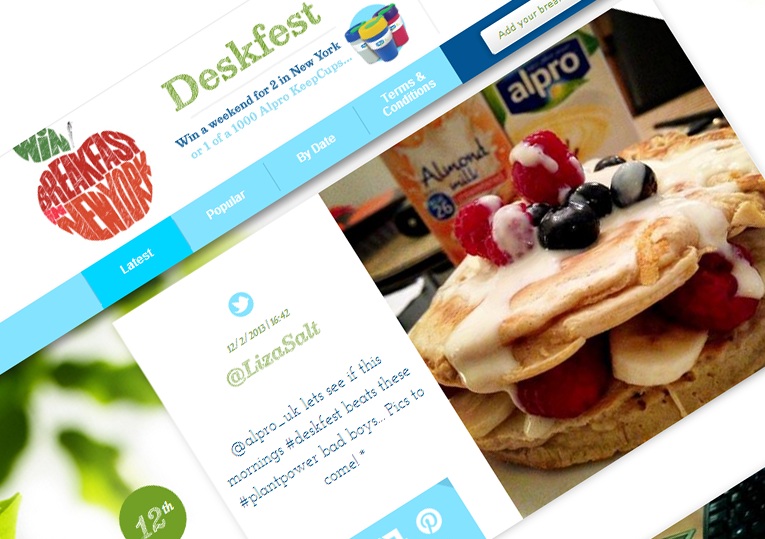 Deskfest
Win a weekend for 2 in New York
or 1 of a 1000 Alpro KeepCups...
Add your
WIN
BREAKFAST
IN
NEW YORK
Latest
Popular
By Date
Terms &
Conditions
12/2/2013 | 16:42
@LizaSalt
@alpro_uk lets see if this
mornings #deskfest beats these
#plantpower bad boys... Pics to
come! *
12th
alpro
Almond
milk
26